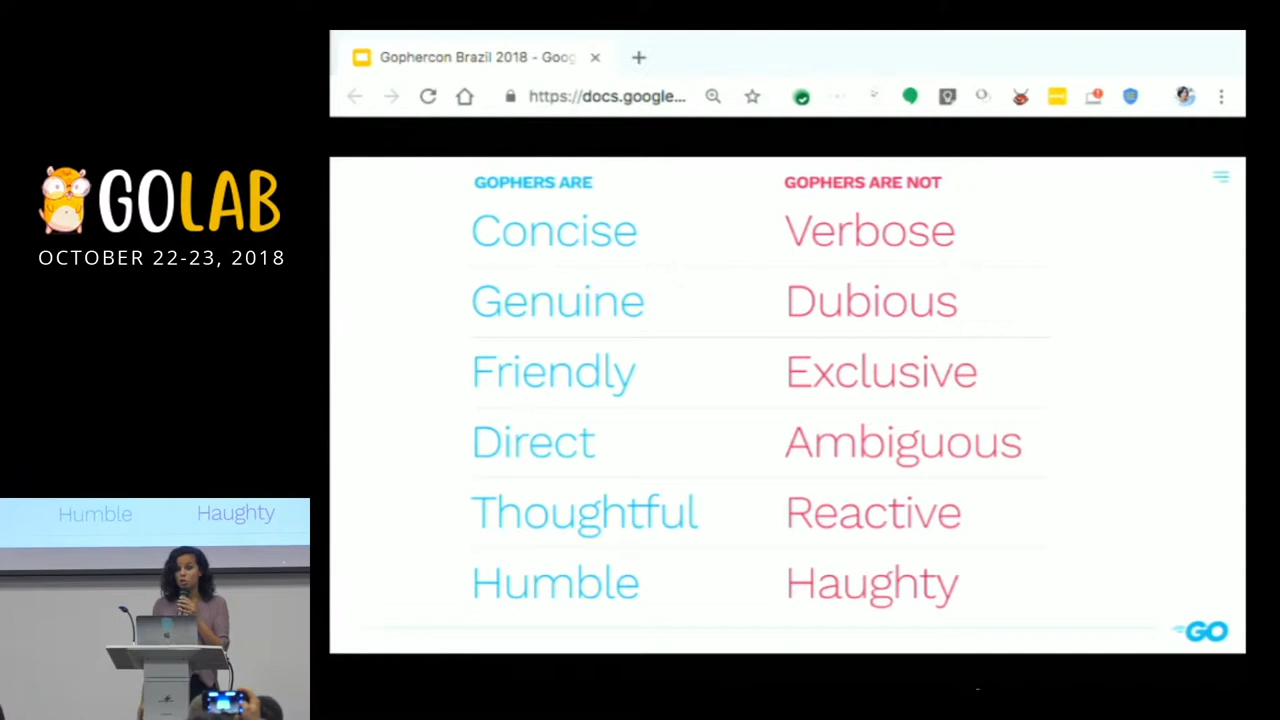 Gophercon Brazil 2018 - Goog
https://docs.google...
GOLAB
OCTOBER 22-23, 2018
GOPHERS ARE GOPHERS ARE NOT
Concise Verbose
Genuine Dubious
Friendly Exclusive
Direct Ambiguous
Thoughtful Reactive
Humble Haughty
GO
Humble Haughty